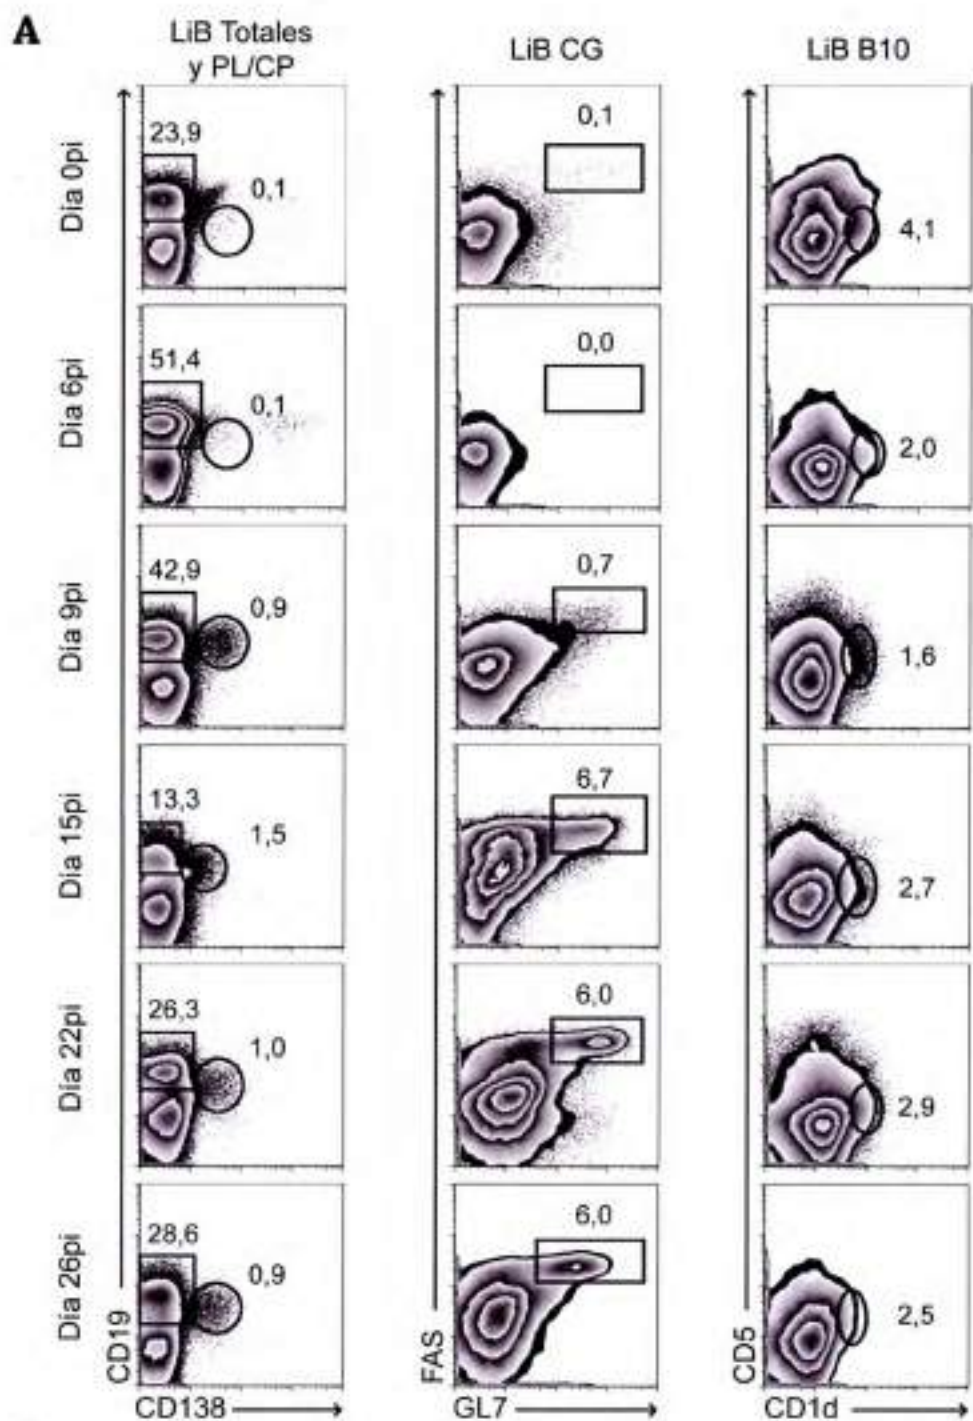 A
LiB Totales
y PL/CP
LiB CG
LiB B10
Día 0pi
23,9
0,1
0,1
4,1
Día 6pi
51,4
0,1
0,0
2,0
Día 9pi
42,9
0,9
0,7
1,6
Día 15pi
13,3
1,5
6,7
2,7
Día 22pi
26,3
1,0
6,0
2,9
Día 26pi
28,6
0,9
6,0
2,5
CD19
FAS
CD5
CD138
GL7
CD1d